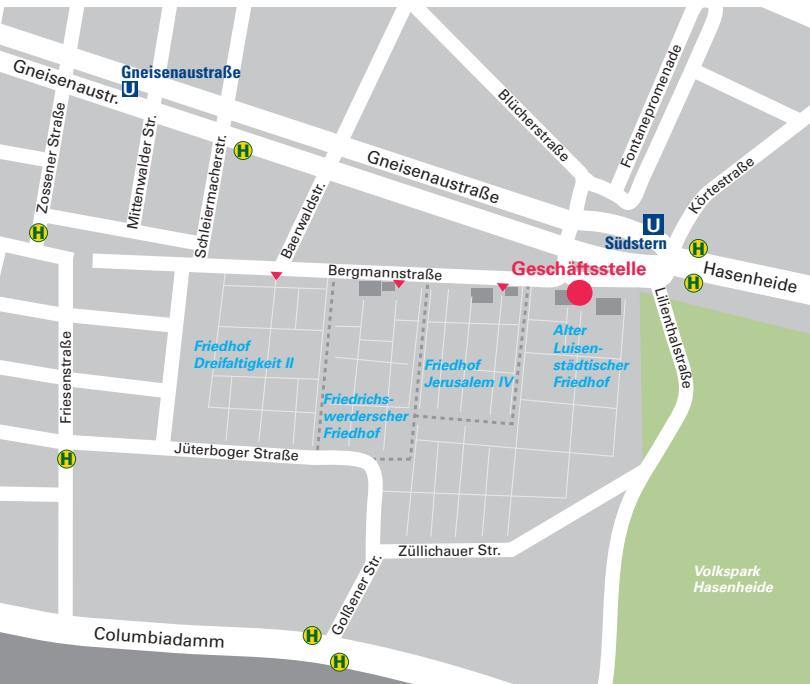 Gneisenaustraße
U
Gneisenaustr.
Zossener Straße
Mittenwalder Str.
Schleiermacherstr.
H
H
Baerwaldstr.
Gneisenaustraße
Blücherstraße
Fontanepromenade
Körtestraße
U
Südstern
H
H
Hasenheide
Bergmannstraße
Geschäftsstelle
Lilienthalstraße
Friesenstraße
Friedhof
Dreifaltigkeit II
Friedrichs-
werderscher
Friedhof
Friedhof
Jerusalem IV
Alter
Luisen-
städtischer
Friedhof
H
Jüterboger Straße
Züllichauer Str.
Golßener Str.
Volkspark
Hasenheide
Columbiadamm
H
H